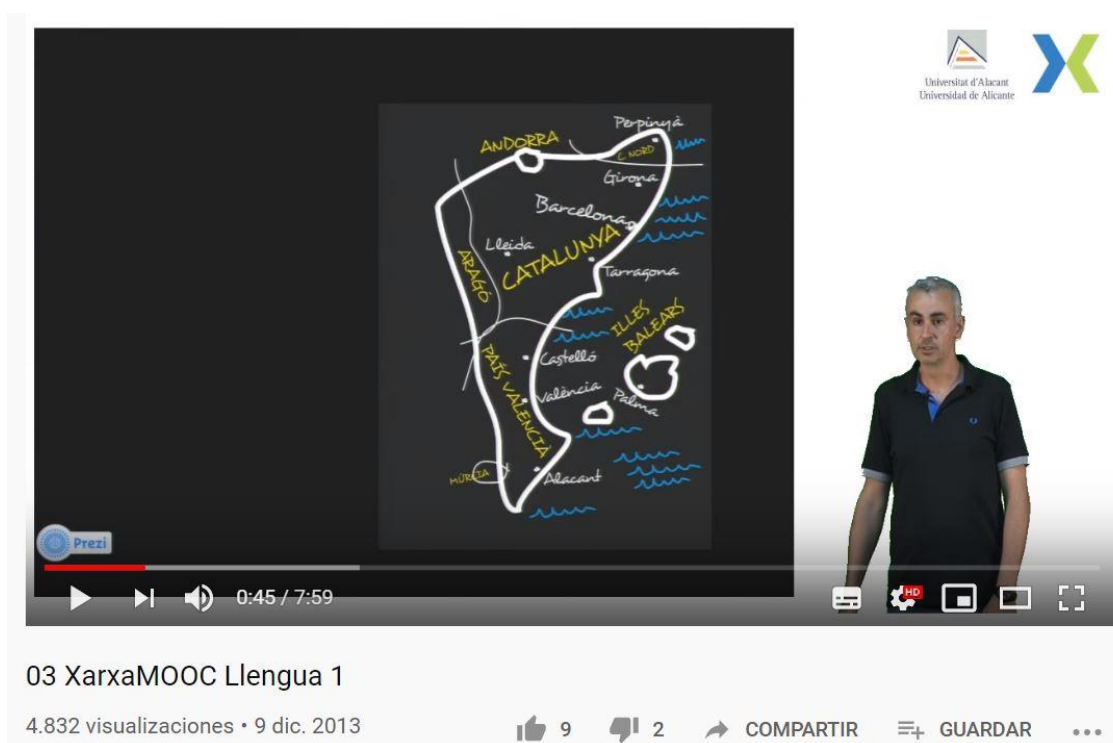 Universitat d'Alacant
Universidad de Alicante
Perpinyà
ANDORRA
C. NORD
Girona
Barcelona
Lleida
CATALUNYA
ARAGÓ
Tarragona
ILLES
BALEARS
Castelló
PAÍS VALENCIÀ
València
Palma
MÚRCIA
Alacant
Prezi
0:45 / 7:59
HD
03 XarxaMOOC Llengua 1
4.832 visualizaciones • 9 dic. 2013
9
2
COMPARTIR
GUARDAR